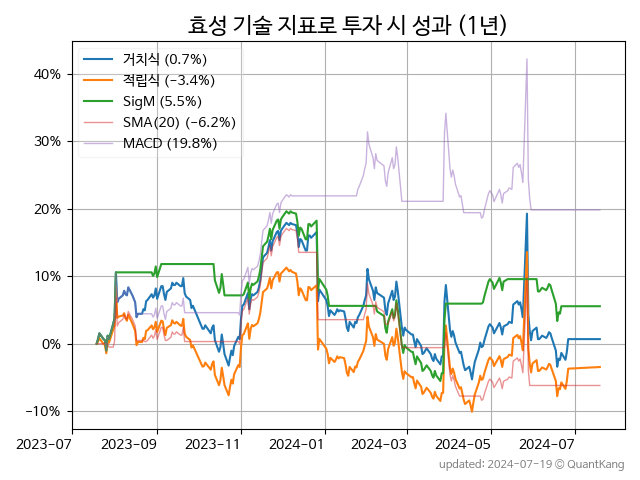 효성 기술 지표로 투자 시 성과 (1년)
거치식 (0.7%)
적립식 (−3.4%)
SigM (5.5%)
SMA(20) (−6.2%)
MACD (19.8%)
40%
30%
20%
10%
0%
−10%
2023-07 2023-09 2023-11 2024-01 2024-03 2024-05 2024-07
updated: 2024-07-19 ⓒ QuantKang